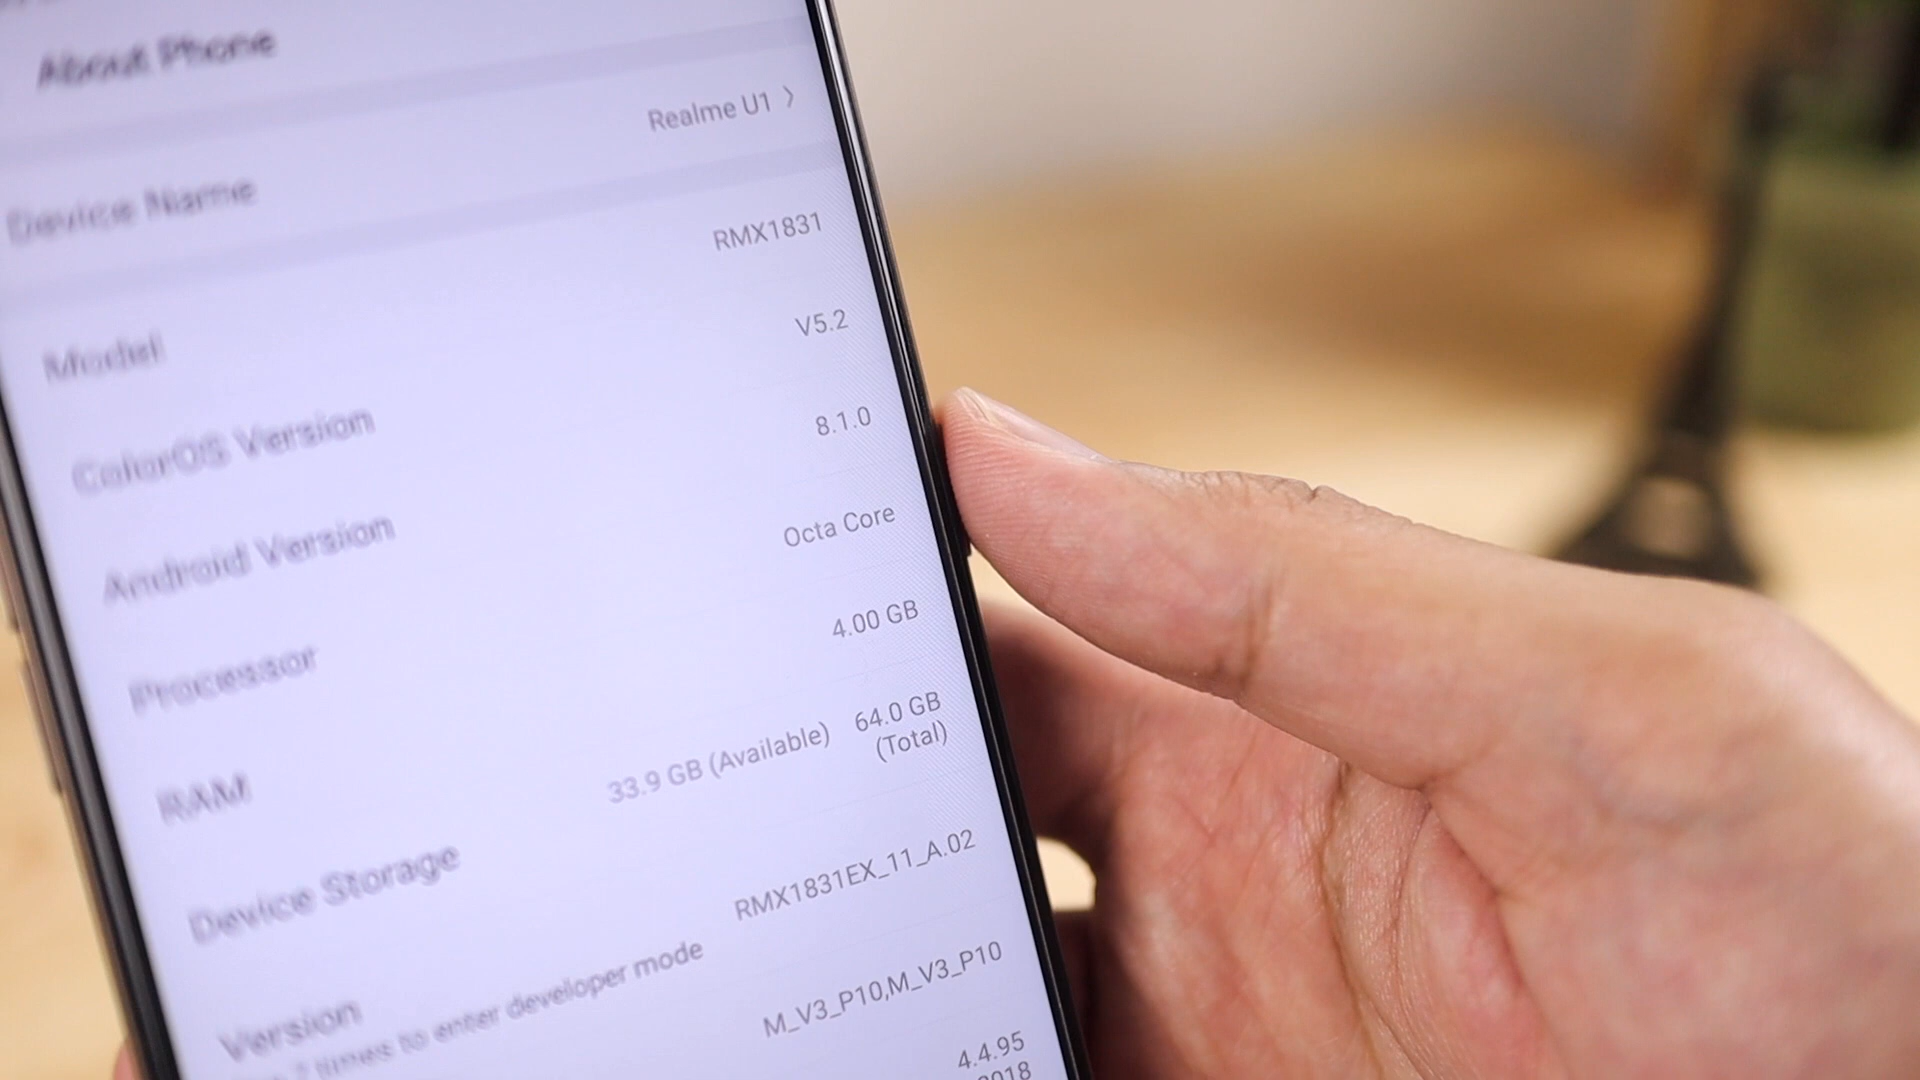 About Phone
Device Name Realme U1
Model RMX1831
ColorOS Version V5.2
Android Version 8.1.0
Processor Octa Core
RAM 4.00 GB
Device Storage 33.9 GB (Available) 64.0 GB
(Total)
Version RMX1831EX_11_A.02
7 times to enter developer mode
M_V3_P10,M_V3_P10
4.4.95
2018